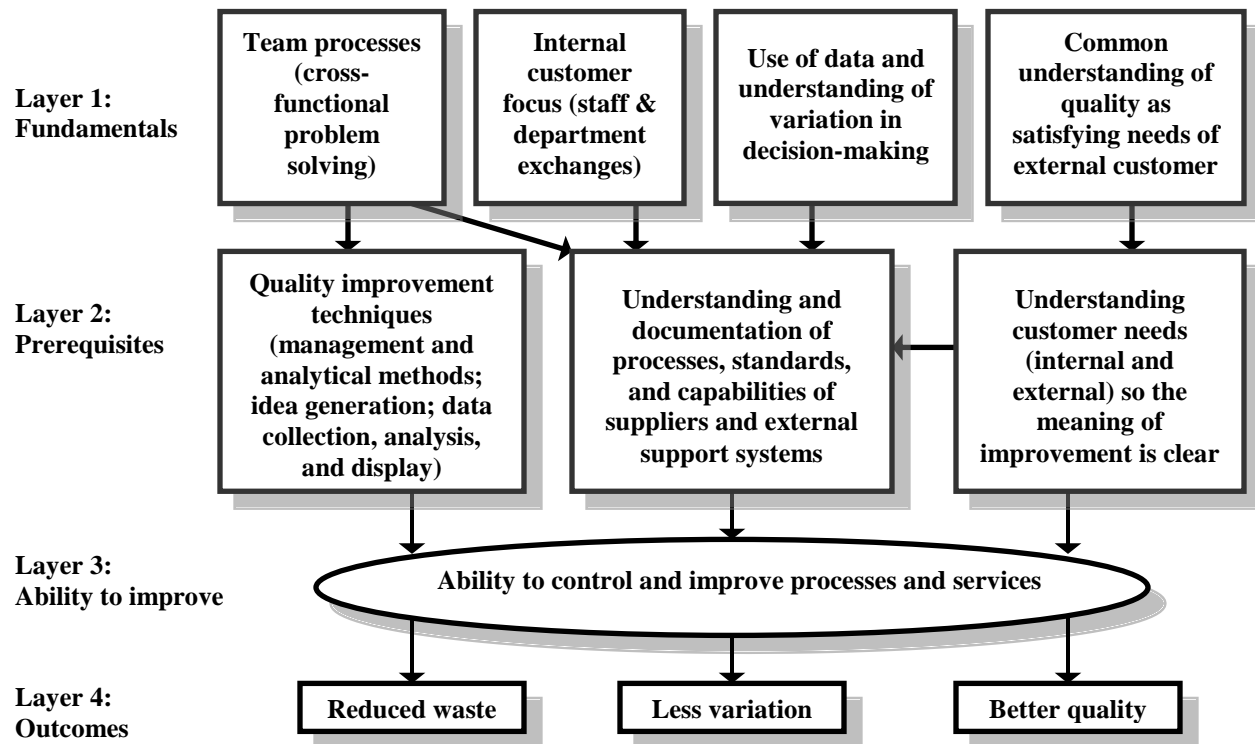 Layer 1:
Fundamentals
Team processes
(cross-
functional
problem
solving)
Internal
customer
focus (staff &
department
exchanges)
Use of data and
understanding of
variation in
decision-making
Common
understanding of
quality as
satisfying needs of
external customer
Layer 2:
Prerequisites
Quality improvement
techniques
(management and
analytical methods;
idea generation; data
collection, analysis,
and display)
Understanding and
documentation of
processes, standards,
and capabilities of
suppliers and external
support systems
Understanding
customer needs
(internal and
external) so the
meaning of
improvement is clear
Layer 3:
Ability to improve
Ability to control and improve processes and services
Layer 4:
Outcomes
Reduced waste
Less variation
Better quality